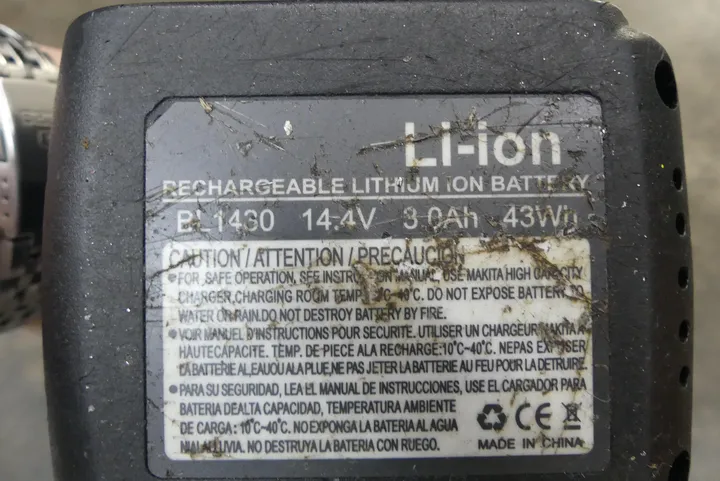 Li-ion
RECHARGEABLE LITHIUM ION BATTERY
BL1430 14.4V 3.0Ah 43Wh
CAUTION / ATTENTION / PRECAUCION
•FOR SAFE OPERATION, SEE INSTRUCTION MANUAL, USE MAKITA HIGH CAPACITY
CHARGER, CHARGING ROOM TEMP. 40°C. DO NOT EXPOSE BATTERY TO
WATER OR RAIN. DO NOT DESTROY BATTERY BY FIRE.
•VOIR MANUEL D'INSTRUCTIONS POUR SECURITE. UTILISER UN CHARGEUR MAKITA A
HAUTECAPACITE. TEMP. DE PIECE ALA RECHARGE:10°C-40°C. NEPAS EXPOSER
LA BATTERIE AL,EAUOU ALA PLUE,NE PAS JETER LA BATTERIE AU FEU POUR LA DETRUIRE.
•PARA SU SEGURIDAD, LEA EL MANUAL DE INSTRUCCIONES, USE EL CARGADOR PARA
BATERIA DEALTA CAPACIDAD, TEMPERATURA AMBIENTE
DE CARGA: 10°C-40°C. NO EXPONGA LA BATERIA AL AGUA
NI ALALLUVIA. NO DESTRUYA LA BATERIA CON RUEGO.
CE
MADE IN CHINA